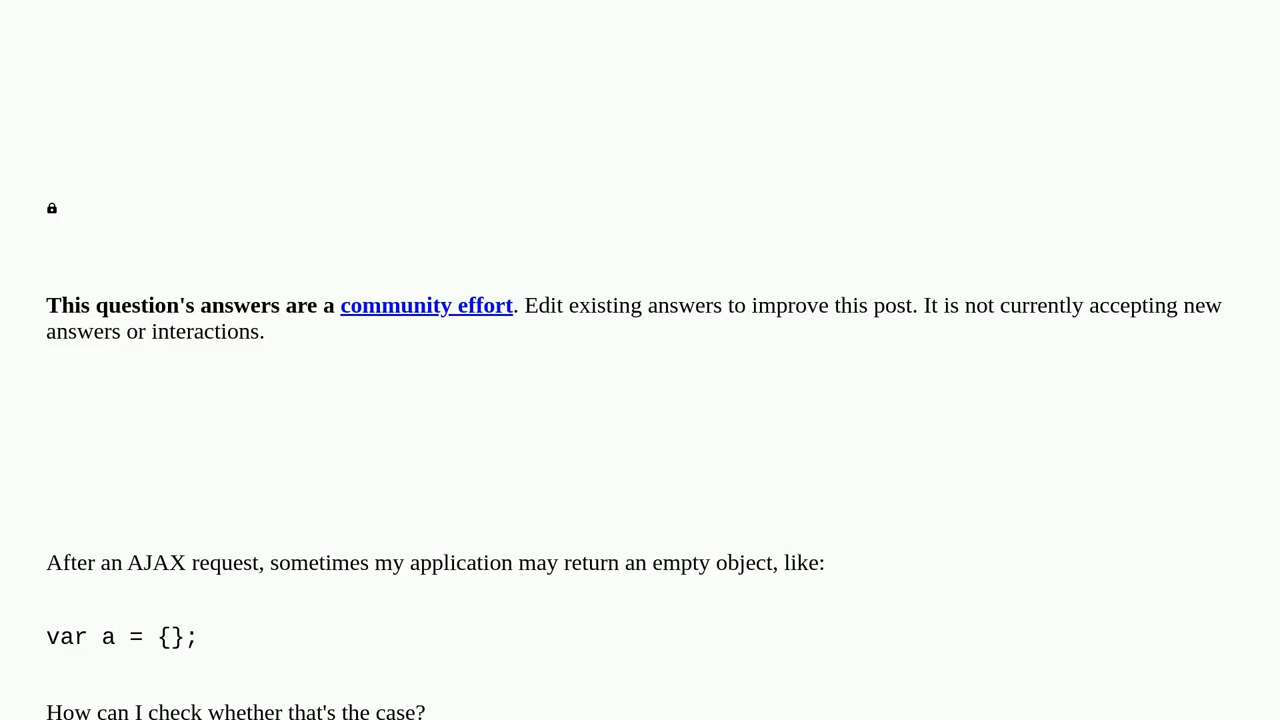 This question's answers are a community effort. Edit existing answers to improve this post. It is not currently accepting new
answers or interactions.
After an AJAX request, sometimes my application may return an empty object, like:
var a = {};
How can I check whether that's the case?